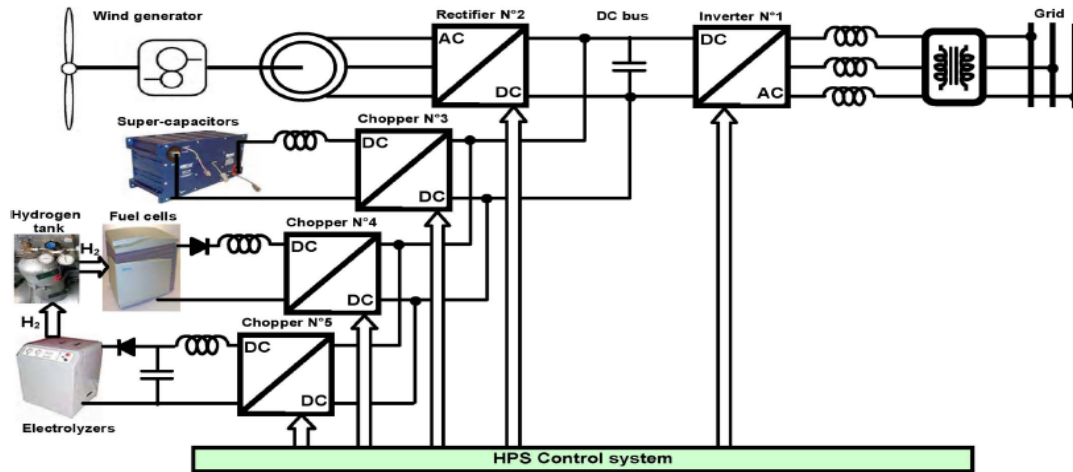 Wind generator
Rectifier N°2
DC bus
Inverter N°1
Grid
AC
DC
DC
AC
Super-capacitors
Chopper N°3
DC
DC
Hydrogen
tank
Fuel cells
Chopper N°4
H2
DC
DC
H2
Chopper N°5
DC
DC
Electrolyzers
HPS Control system